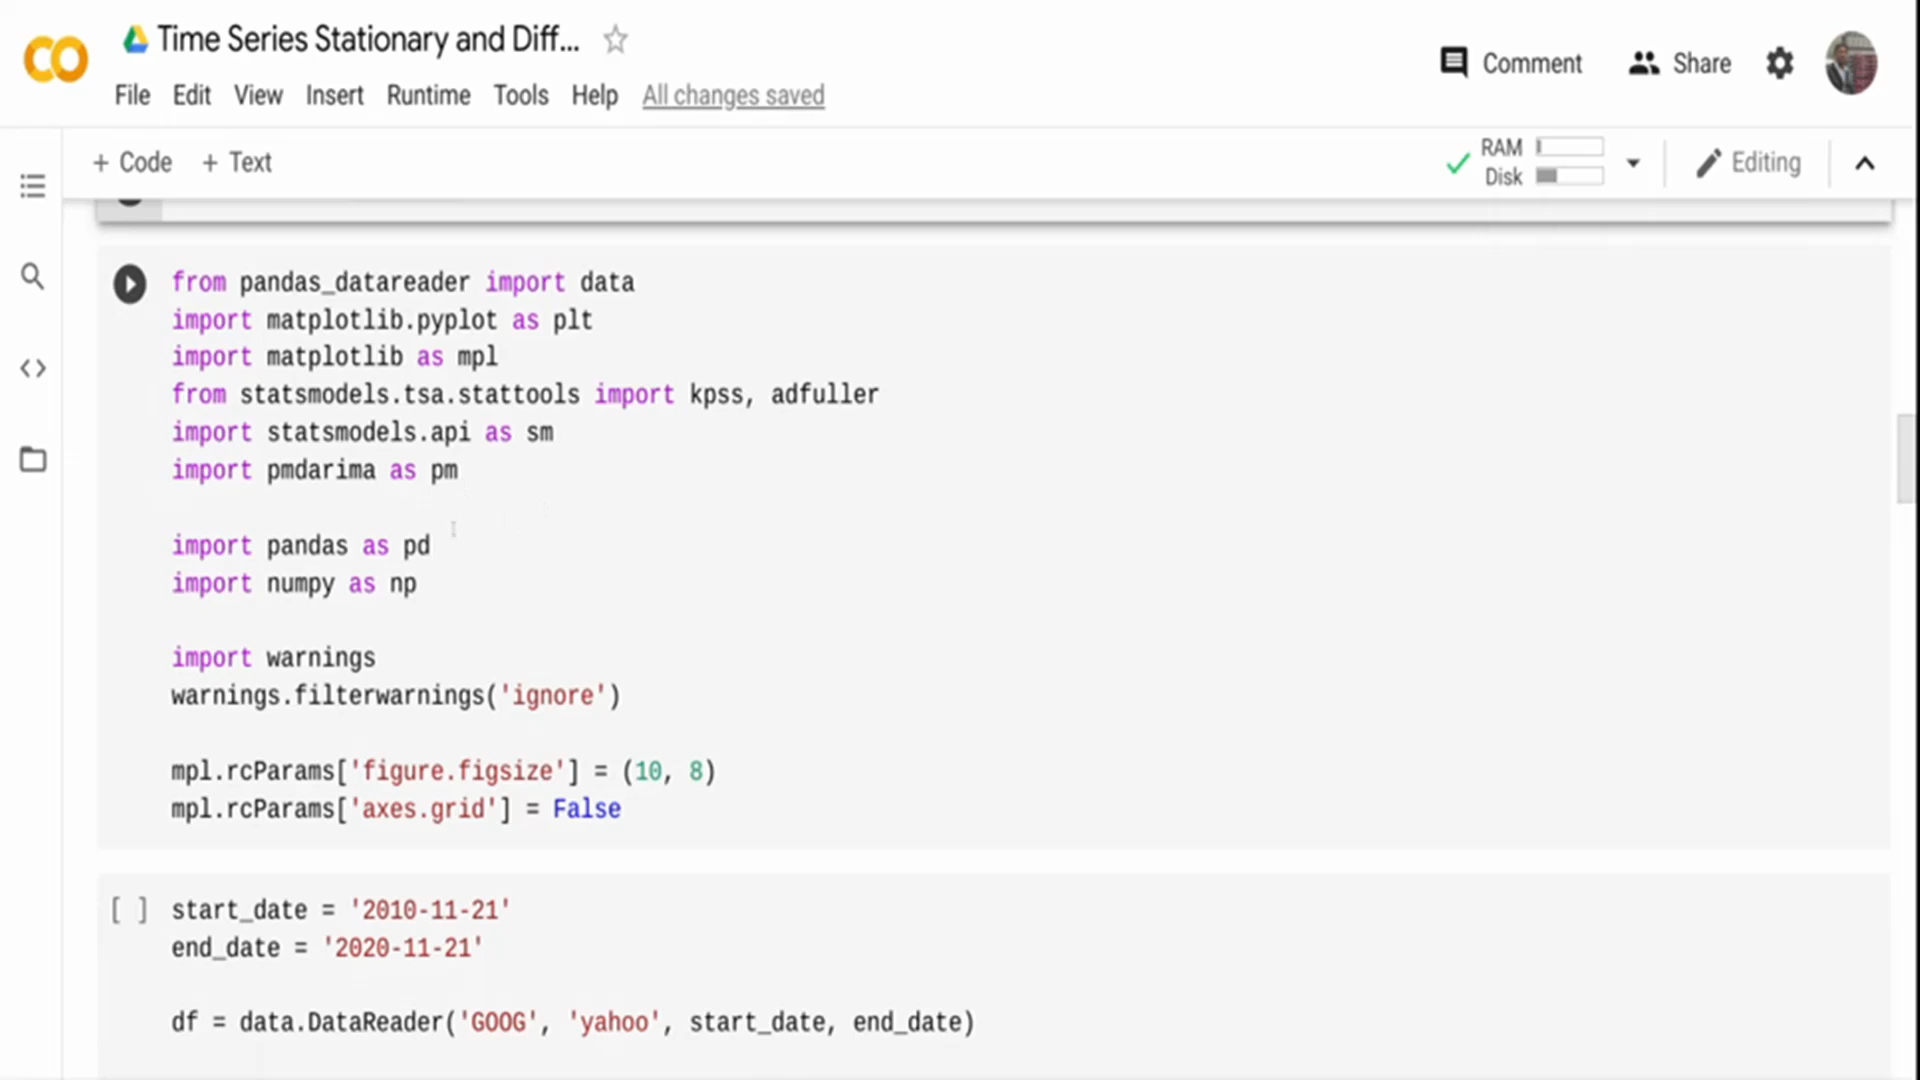 Time Series Stationary and Diff...
Comment
Share
File Edit View Insert Runtime Tools Help All changes saved
+ Code + Text
RAM
Disk
Editing
from pandas_datareader import data
import matplotlib.pyplot as plt
import matplotlib as mpl
from statsmodels.tsa.stattools import kpss, adfuller
import statsmodels.api as sm
import pmdarima as pm
import pandas as pd
import numpy as np
import warnings
warnings.filterwarnings('ignore')
mpl.rcParams['figure.figsize'] = (10, 8)
mpl.rcParams['axes.grid'] = False
[ ] start_date = '2010-11-21'
end_date = '2020-11-21'
df = data.DataReader('GOOG', 'yahoo', start_date, end_date)